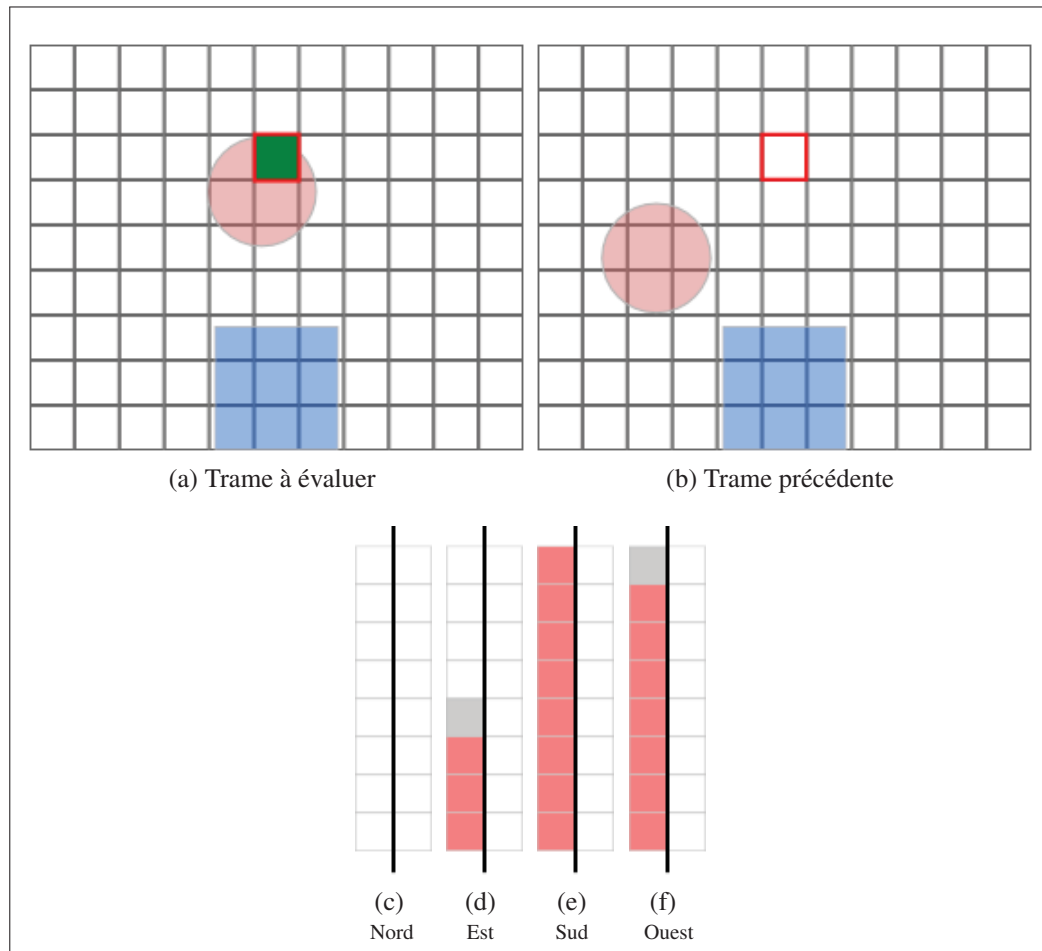 (a) Trame à évaluer
(b) Trame précédente
(c)
(d)
(e)
(f)
Nord
Est
Sud
Ouest